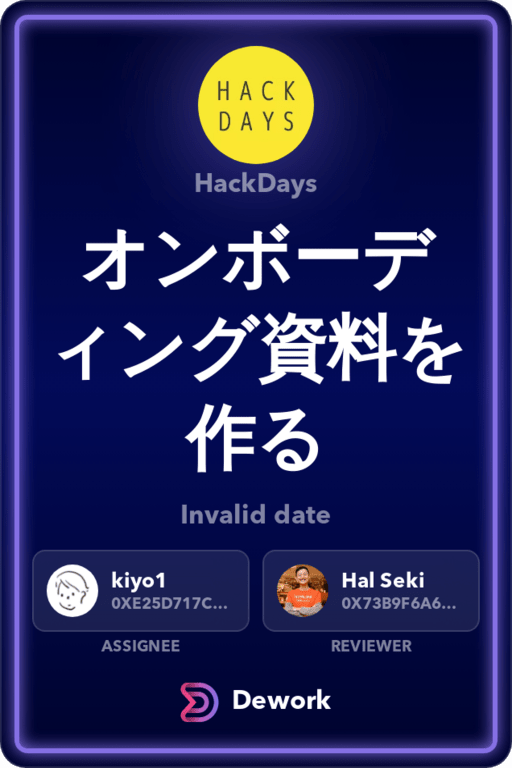 HACK
DAYS
HackDays
オンボーデ
ィング資料を
作る
Invalid date
kiyo1
0XE25D717C...
ASSIGNEE
Hal Seki
0X73B9F6A6...
REVIEWER
Dework